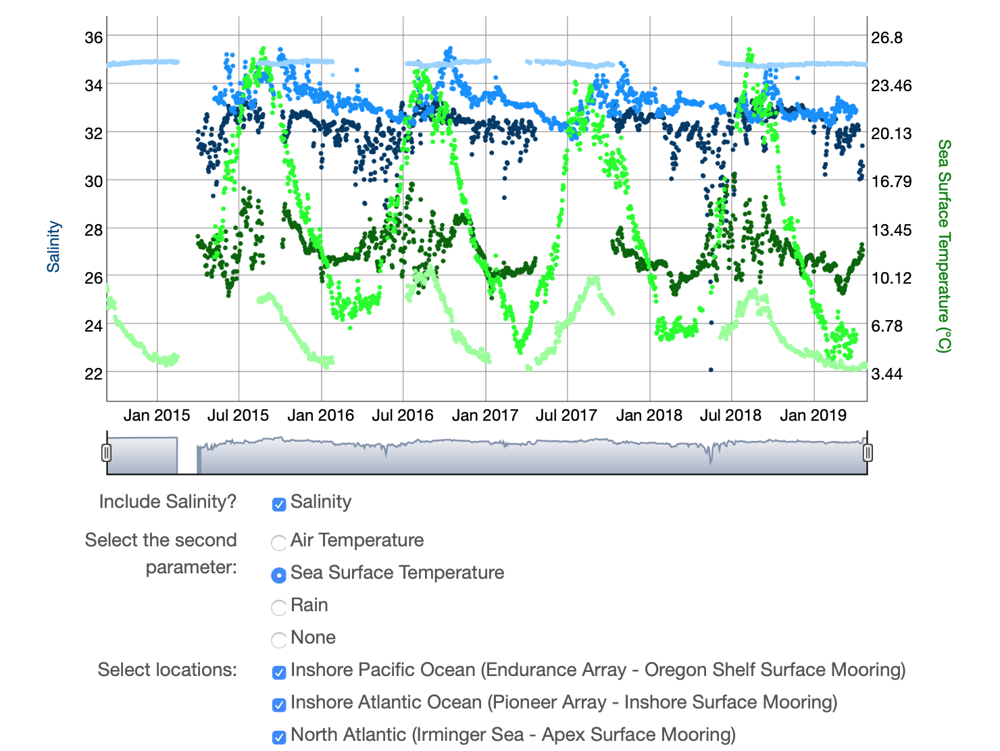 36
34
32
30
28
26
24
22
Salinity
26.8
23.46
20.13
16.79
13.45
10.12
6.78
3.44
Sea Surface Temperature (°C)
Jan 2015
Jul 2015
Jan 2016
Jul 2016
Jan 2017
Jul 2017
Jan 2018
Jul 2018
Jan 2019
Include Salinity?
Salinity
Select the second
parameter:
Air Temperature
Sea Surface Temperature
Rain
None
Select locations:
Inshore Pacific Ocean (Endurance Array - Oregon Shelf Surface Mooring)
Inshore Atlantic Ocean (Pioneer Array - Inshore Surface Mooring)
North Atlantic (Irminger Sea - Apex Surface Mooring)